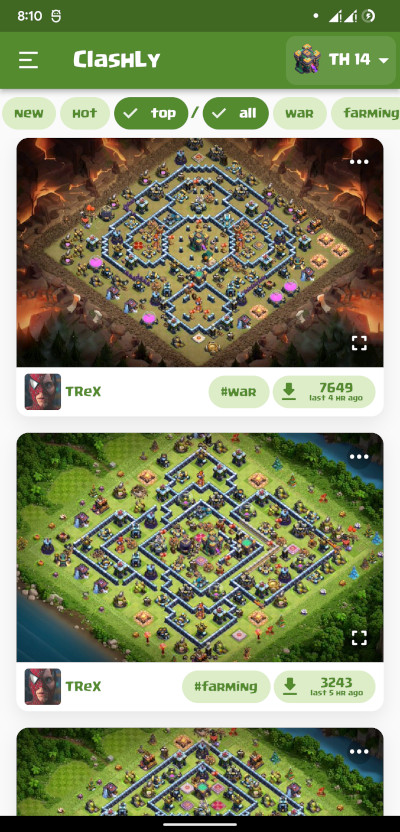 8:10
ClashLy
TH 14
new
Hot
top / all
war
farming
TReX
#war
7649
last 4 HR ago
TReX
#farming
3243
last 5 HR ago